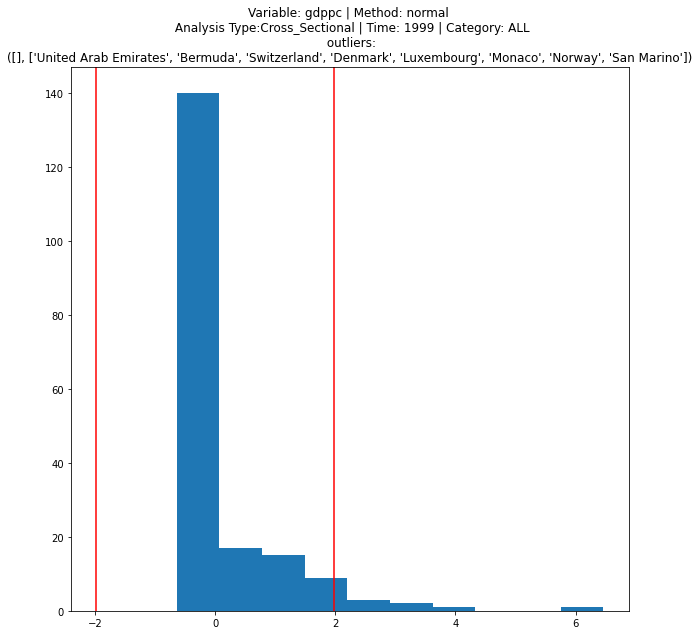 Variable: gdppc | Method: normal
Analysis Type:Cross_Sectional | Time: 1999 | Category: ALL
outliers:
([], ['United Arab Emirates', 'Bermuda', 'Switzerland', 'Denmark', 'Luxembourg', 'Monaco', 'Norway', 'San Marino'])
140
120
100
80
60
40
20
0
−2 0 2 4 6